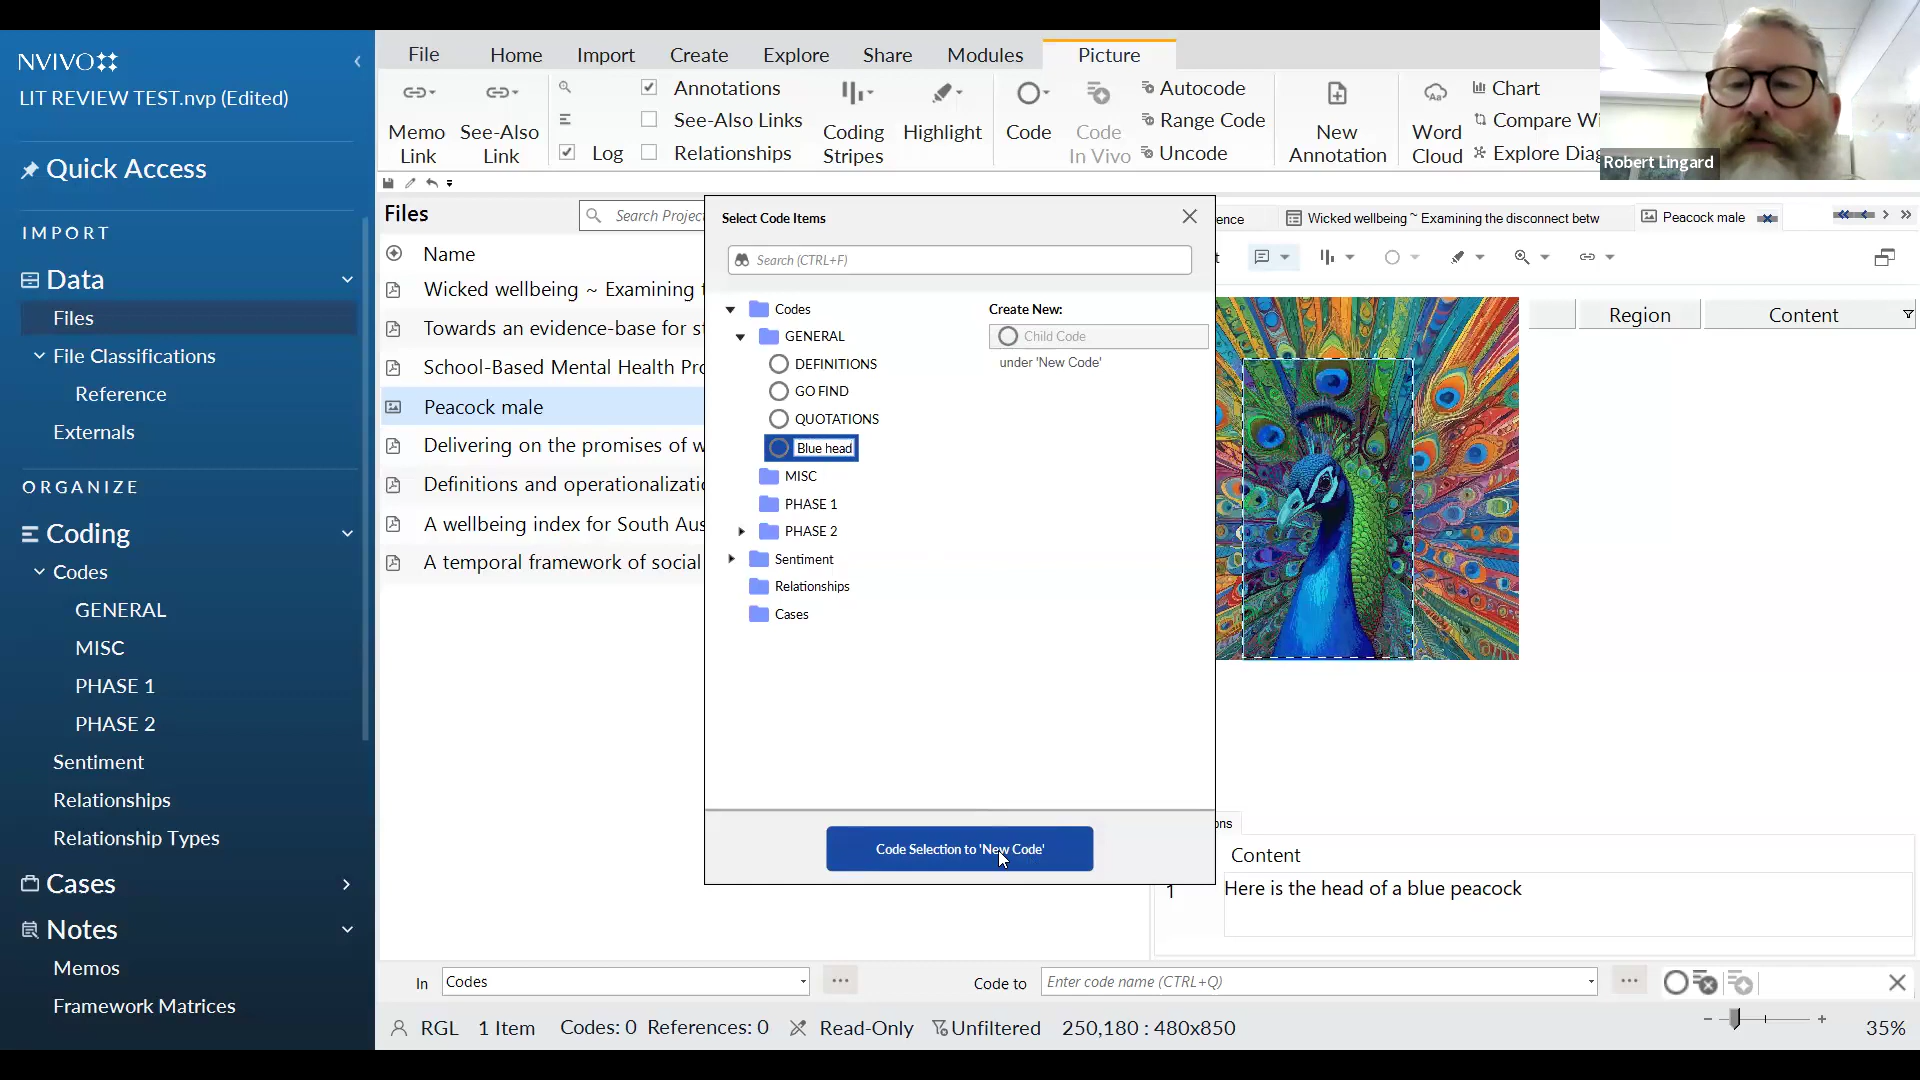 NVIVO
LIT REVIEW TEST.nvp (Edited)
Quick Access
IMPORT
Data
Files
File Classifications
Reference
Externals
ORGANIZE
Coding
Codes
GENERAL
MISC
PHASE 1
PHASE 2
Sentiment
Relationships
Relationship Types
Cases
Notes
Memos
Framework Matrices
File Home Import Create Explore Share Modules Picture
Memo Link
See-Also Link
Log
Annotations
See-Also Links
Relationships
Coding Stripes
Highlight
Code
Code In Vivo
Autocode
Range Code
Uncode
New Annotation
Word Cloud
Chart
Compare Wi
Explore Dia
Robert Lingard
Files
Search Project
Name
Wicked wellbeing ~ Examining t
Towards an evidence-base for st
School-Based Mental Health Pro
Peacock male
Delivering on the promises of w
Definitions and operationalizatio
A wellbeing index for South Aus
A temporal framework of social
Select Code Items
Search (CTRL+F)
Codes
GENERAL
DEFINITIONS
GO FIND
QUOTATIONS
Blue head
MISC
PHASE 1
PHASE 2
Sentiment
Relationships
Cases
Create New:
Child Code
under 'New Code'
Code Selection to 'New Code'
ence
Wicked wellbeing ~ Examining the disconnect betw
Peacock male
t
Region Content
ons
Content
1 Here is the head of a blue peacock
In Codes
Code to Enter code name (CTRL+Q)
RGL 1 Item Codes: 0 References: 0 Read-Only Unfiltered 250,180 : 480x850
35%